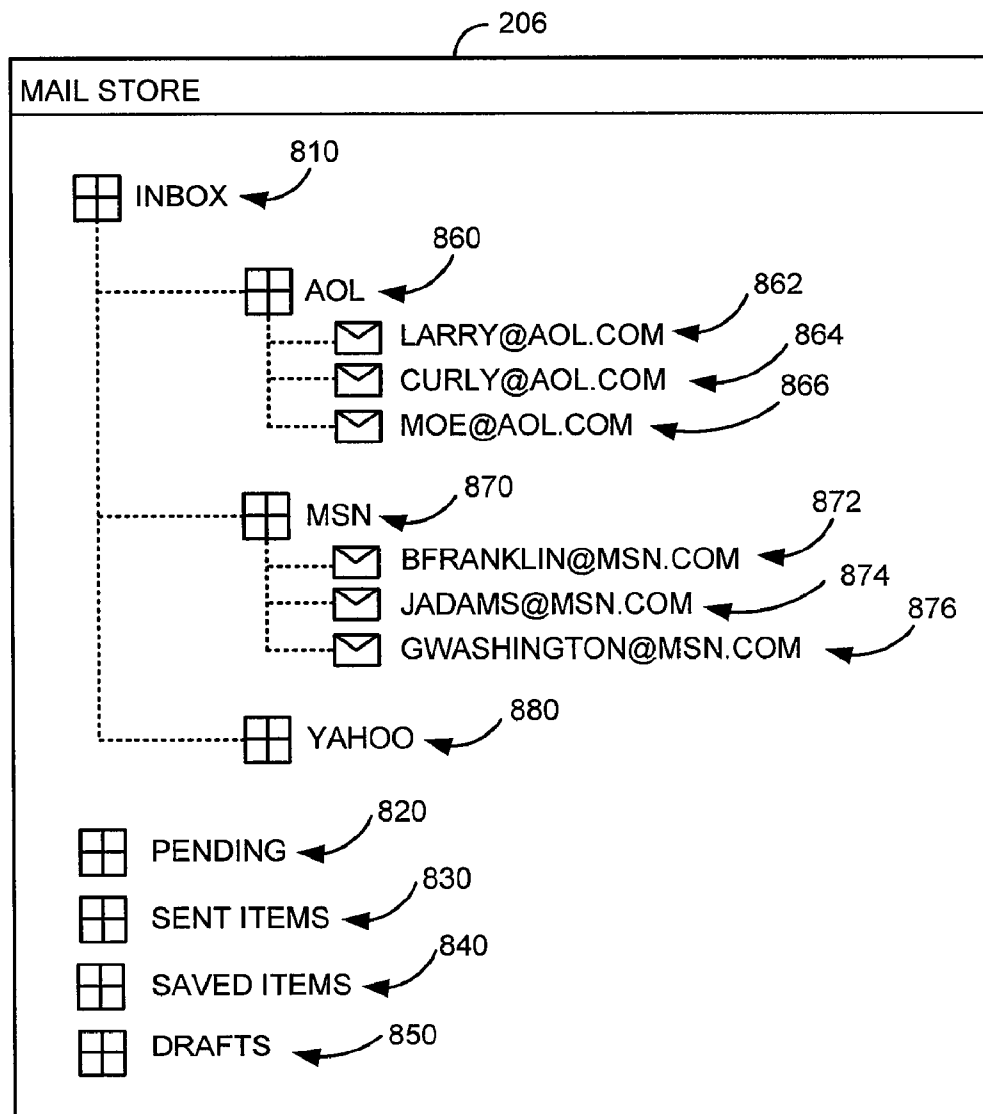 206
MAIL STORE
810
INBOX
860
AOL
862
LARRY@AOL.COM
864
CURLY@AOL.COM
866
MOE@AOL.COM
870
MSN
872
BFRANKLIN@MSN.COM
874
JADAMS@MSN.COM
876
GWASHINGTON@MSN.COM
880
YAHOO
820
PENDING
830
SENT ITEMS
840
SAVED ITEMS
850
DRAFTS